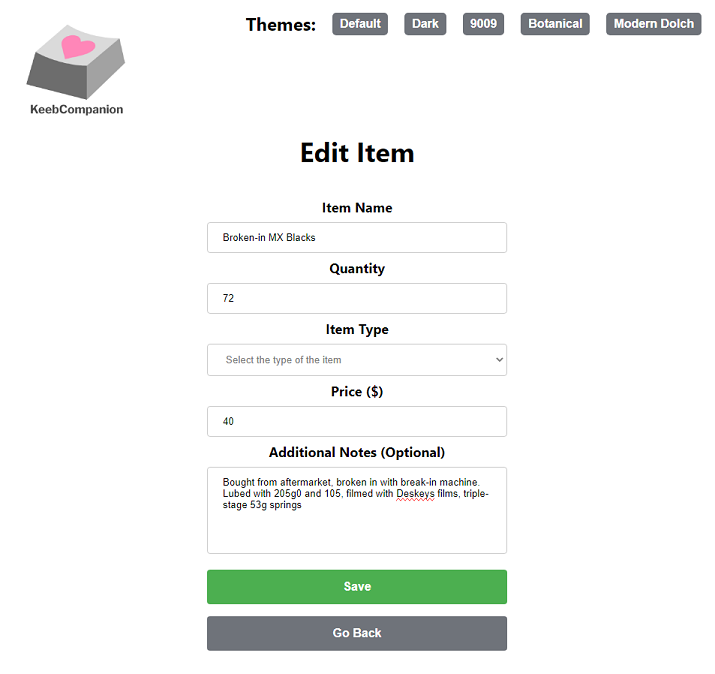 Themes: Default Dark 9009 Botanical Modern Dolch
KeebCompanion
Edit Item
Item Name
Broken-in MX Blacks
Quantity
72
Item Type
Select the type of the item
Price ($)
40
Additional Notes (Optional)
Bought from aftermarket, broken in with break-in machine.
Lubed with 205g0 and 105, filmed with Deskeys films, triple-
stage 53g springs
Save
Go Back